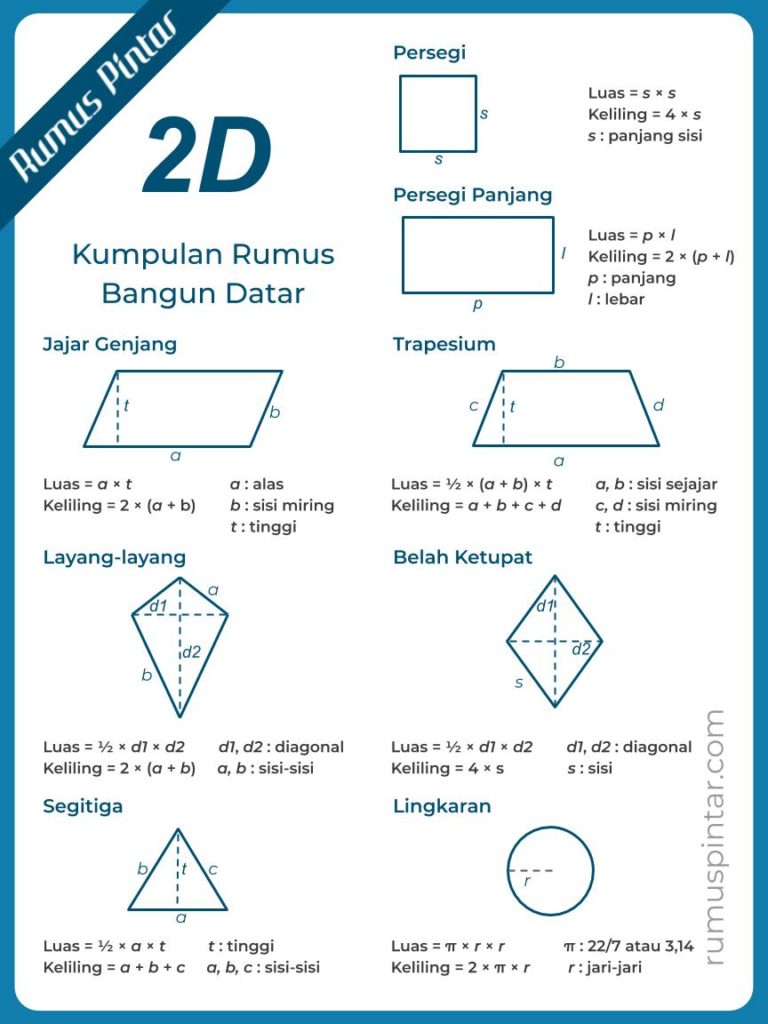 Rumus Pintar
2D
Kumpulan Rumus
Bangun Datar
Persegi
s
s
Luas = s × s
Keliling = 4 × s
s : panjang sisi
Persegi Panjang
l
p
Luas = p × l
Keliling = 2 × (p + l)
p : panjang
l : lebar
Jajar Genjang
t
b
a
Luas = a × t
Keliling = 2 × (a + b)
a : alas
b : sisi miring
t : tinggi
Trapesium
b
c
t
d
a
Luas = ½ × (a + b) × t
Keliling = a + b + c + d
a, b : sisi sejajar
c, d : sisi miring
t : tinggi
Layang-layang
a
d1
d2
b
Luas = ½ × d1 × d2
Keliling = 2 × (a + b)
d1, d2 : diagonal
a, b : sisi-sisi
Belah Ketupat
d1
d2
s
Luas = ½ × d1 × d2
Keliling = 4 × s
d1, d2 : diagonal
s : sisi
Segitiga
b
t
c
a
Luas = ½ × a × t
Keliling = a + b + c
t : tinggi
a, b, c : sisi-sisi
Lingkaran
r
Luas = π × r × r
Keliling = 2 × π × r
π : 22/7 atau 3,14
r : jari-jari
rumuspintar.com